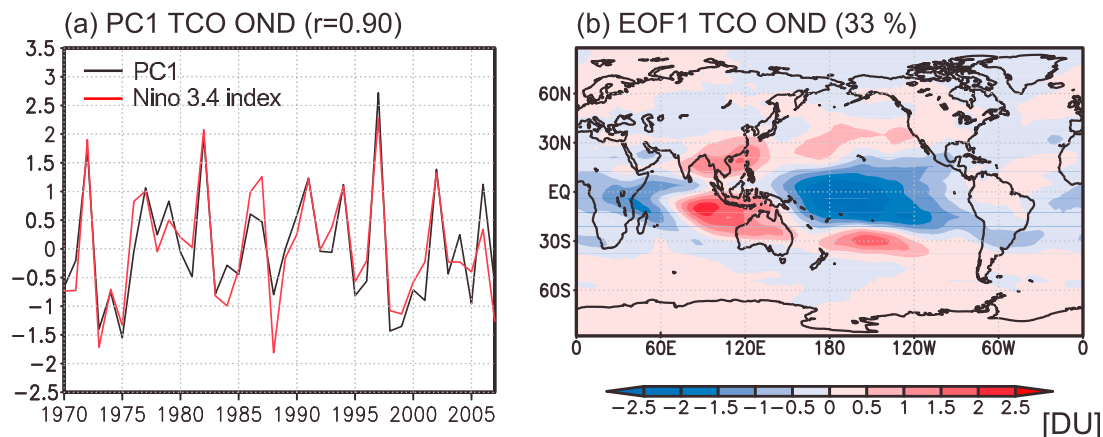 (a) PC1 TCO OND (r=0.90)
3.5
3
2.5
2
1.5
1
0.5
0
−0.5
−1
−1.5
−2
−2.5
PC1
Nino 3.4 index
1970 1975 1980 1985 1990 1995 2000 2005
(b) EOF1 TCO OND (33 %)
60N
30N
EQ
30S
60S
0 60E 120E 180 120W 60W 0
−2.5 −2 −1.5 −1 −0.5 0 0.5 1 1.5 2 2.5
[DU]